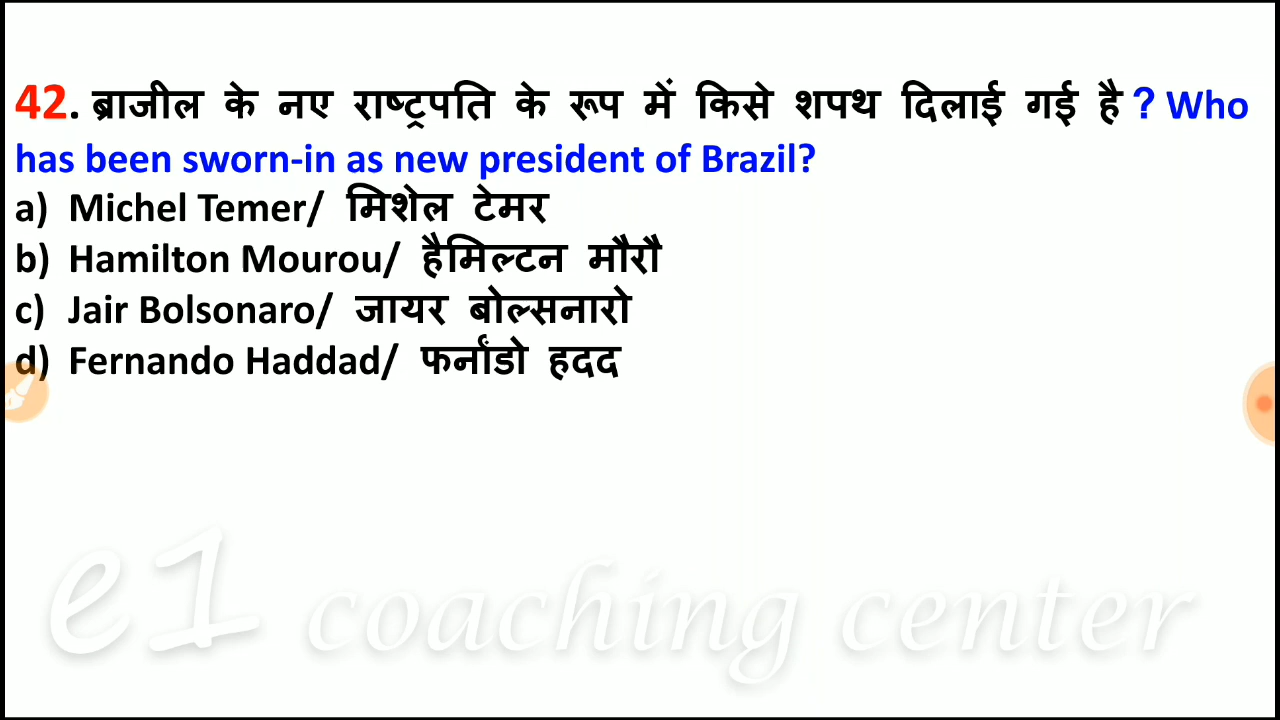 42. ब्राजील के नए राष्ट्रपति के रूप में किसे शपथ दिलाई गई है ? Who
has been sworn-in as new president of Brazil?
a) Michel Temer/ मिशेल टेमर
b) Hamilton Mourou/ हैमिल्टन मौरौ
c) Jair Bolsonaro/ जायर बोल्सनारो
d) Fernando Haddad/ फर्नांडो हदद
e1 coaching center